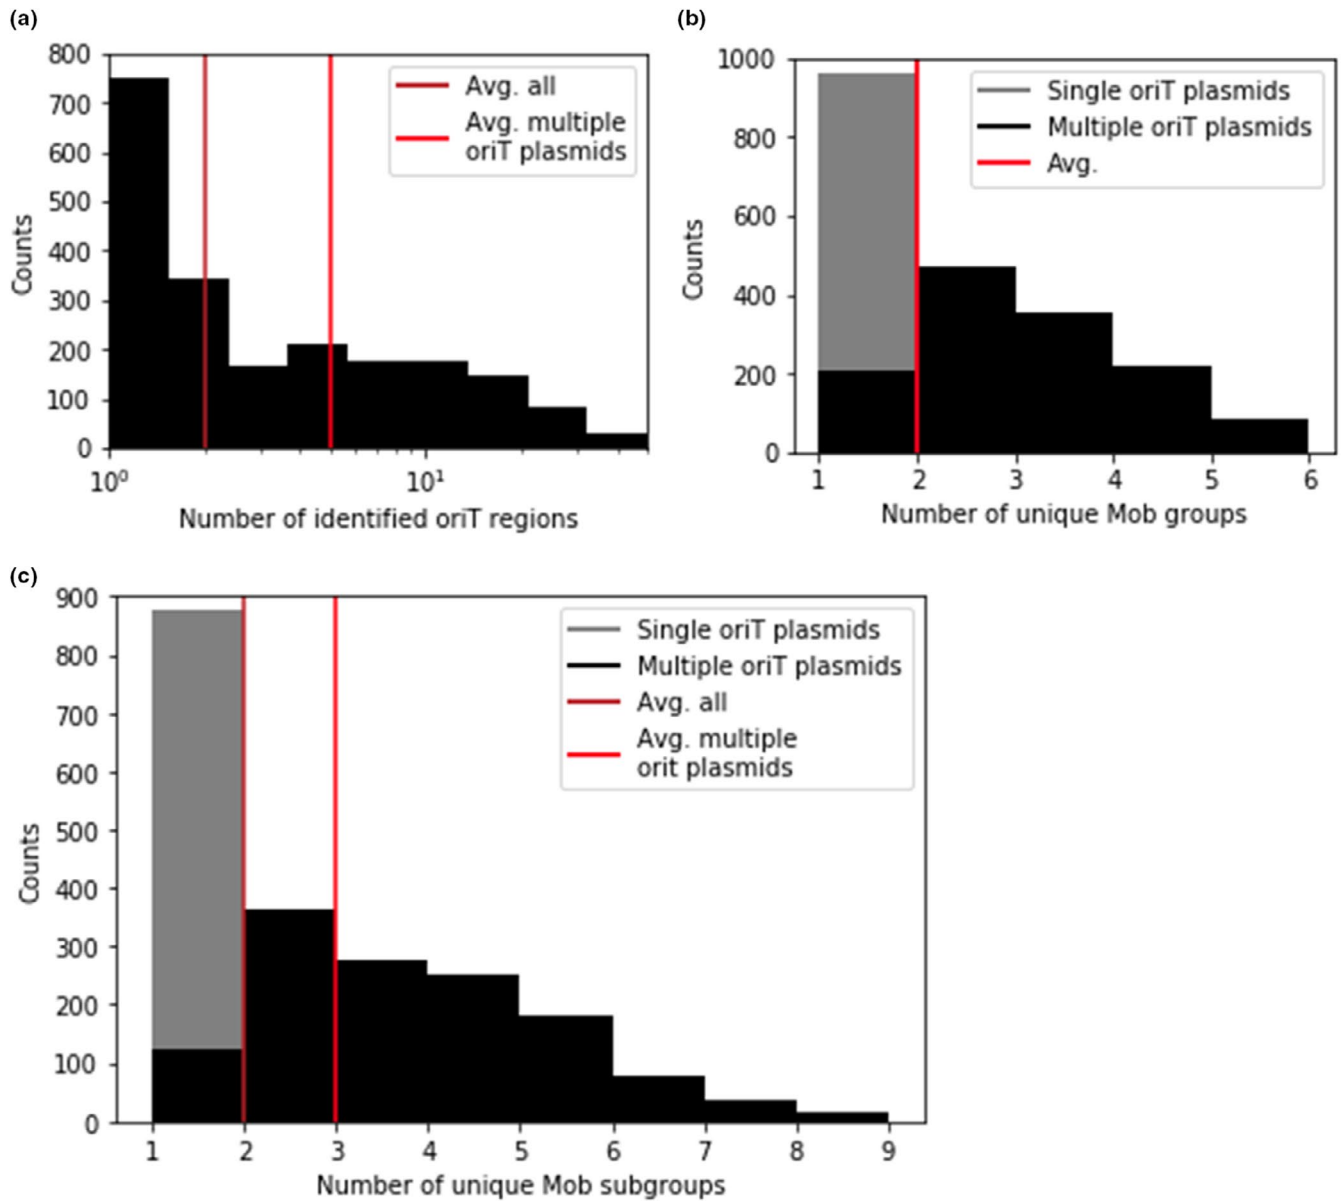 (a)
800
700
600
500
400
300
200
100
0
Counts
10⁰
10¹
Number of identified oriT regions
Avg. all
Avg. multiple
oriT plasmids
(b)
1000
800
600
400
200
0
Counts
1 2 3 4 5 6
Number of unique Mob groups
Single oriT plasmids
Multiple oriT plasmids
Avg.
(c)
900
800
700
600
500
400
300
200
100
0
Counts
1 2 3 4 5 6 7 8 9
Number of unique Mob subgroups
Single oriT plasmids
Multiple oriT plasmids
Avg. all
Avg. multiple
orit plasmids